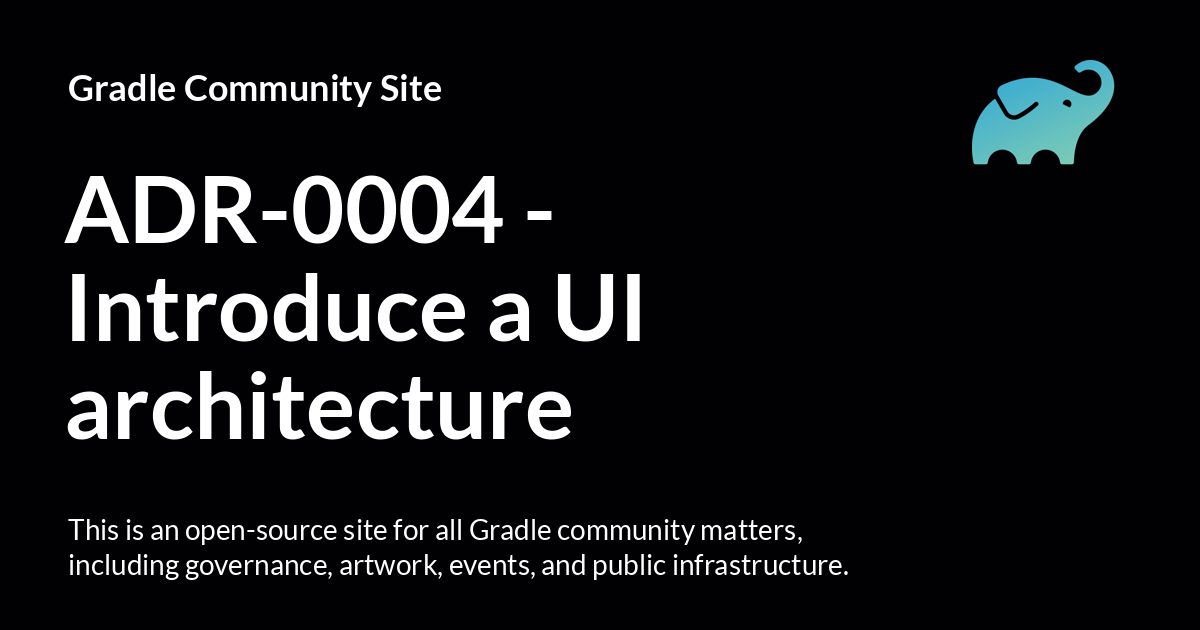 Gradle Community Site
ADR-0004 -
Introduce a UI
architecture
This is an open-source site for all Gradle community matters,
including governance, artwork, events, and public infrastructure.